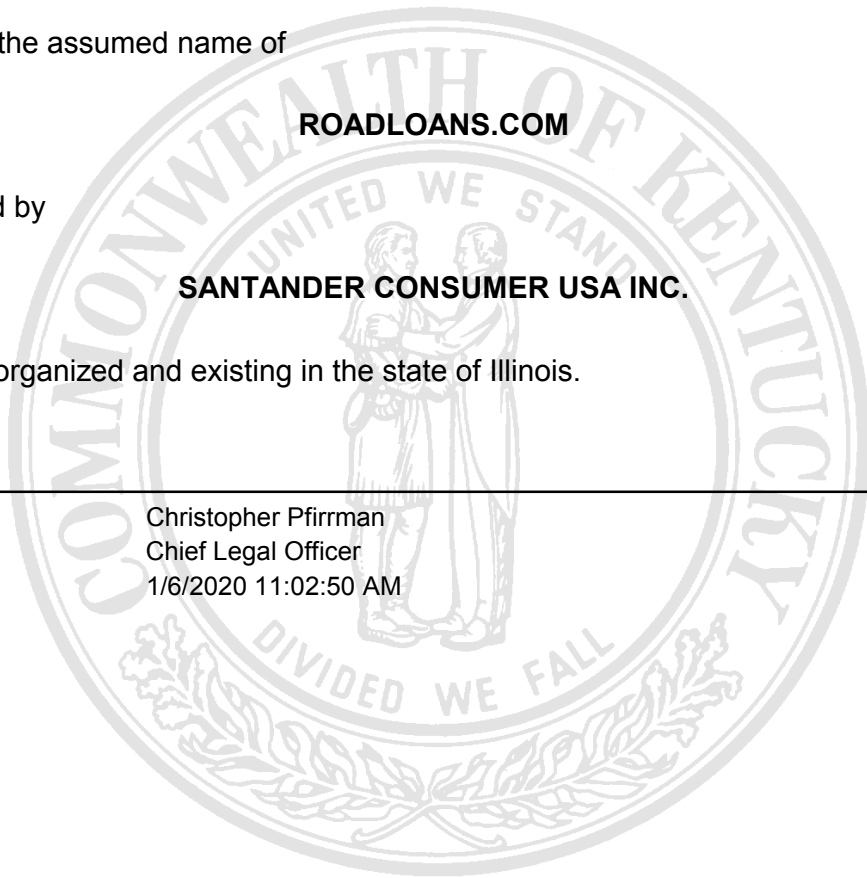 the assumed name of
ROADLOANS.COM
d by
SANTANDER CONSUMER USA INC.
organized and existing in the state of Illinois.
Christopher Pfirrman
Chief Legal Officer
1/6/2020 11:02:50 AM
COMMONWEALTH OF KENTUCKY
UNITED WE STAND
DIVIDED WE FALL